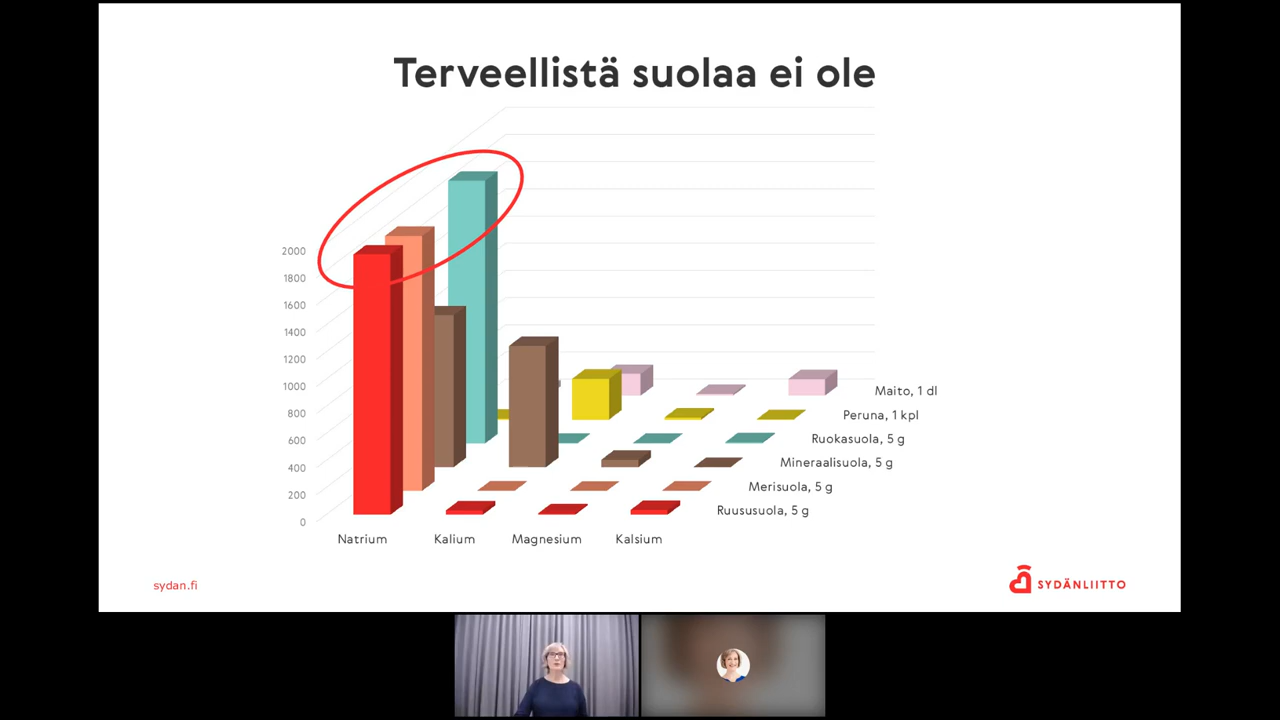 Terveellistä suolaa ei ole
2000
1800
1600
1400
1200
1000
800
600
400
200
0
Maito, 1 dl
Peruna, 1 kpl
Ruokasuola, 5 g
Mineraalisuola, 5 g
Merisuola, 5 g
Ruususuola, 5 g
Natrium Kalium Magnesium Kalsium
sydan.fi
SYDÄNLIITTO